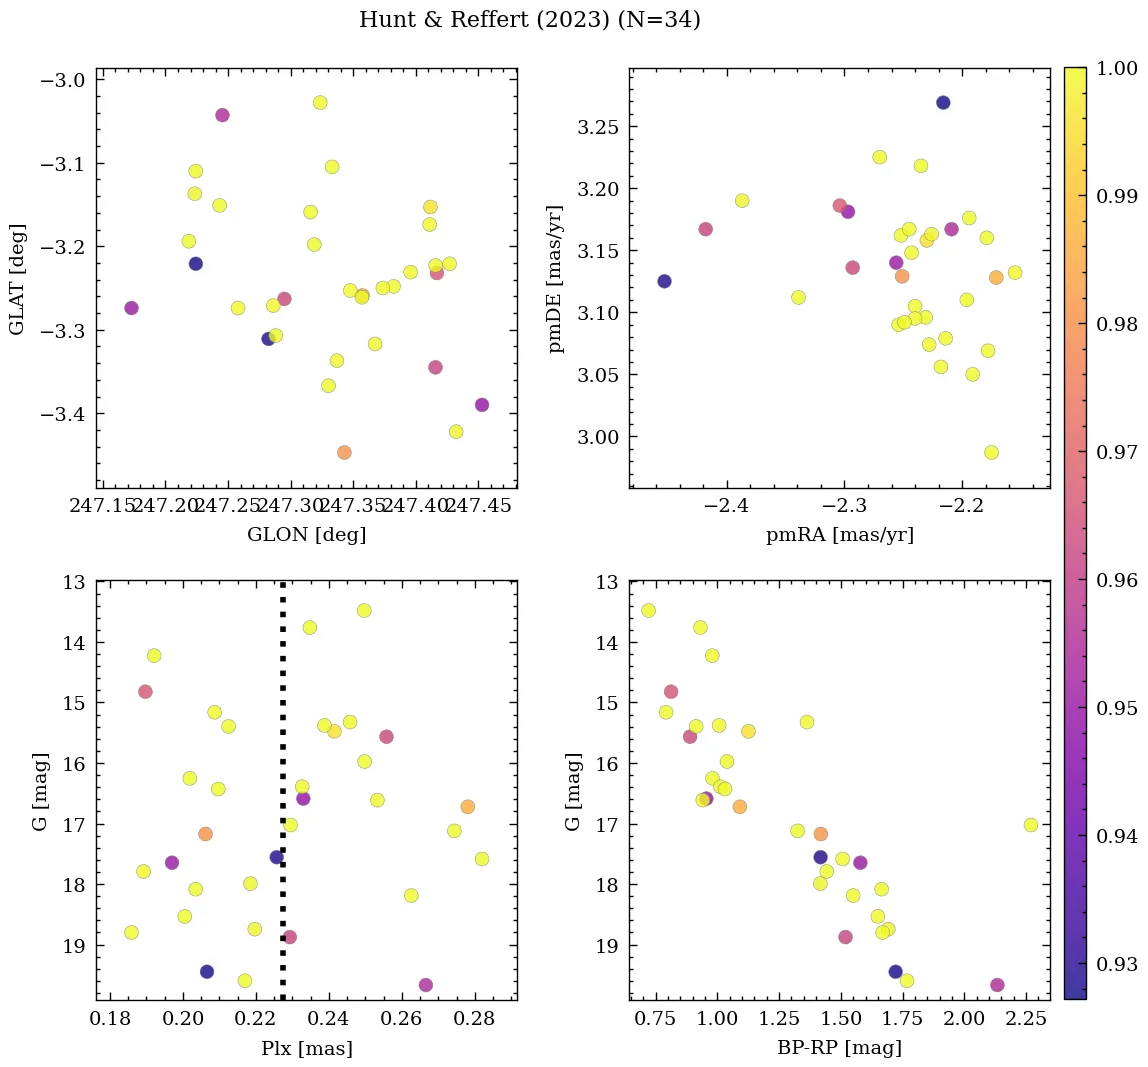 Hunt & Reffert (2023) (N=34)
−3.0
−3.1
−3.2
−3.3
−3.4
GLAT [deg]
247.15 247.20 247.25 247.30 247.35 247.40 247.45
GLON [deg]
3.25
3.20
3.15
3.10
3.05
3.00
pmDE [mas/yr]
−2.4 −2.3 −2.2
pmRA [mas/yr]
13
14
15
16
17
18
19
G [mag]
0.18 0.20 0.22 0.24 0.26 0.28
Plx [mas]
13
14
15
16
17
18
19
G [mag]
0.75 1.00 1.25 1.50 1.75 2.00 2.25
BP-RP [mag]
1.00
0.99
0.98
0.97
0.96
0.95
0.94
0.93